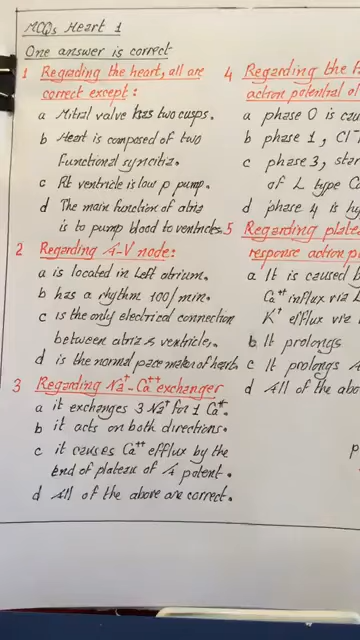 MCQs Heart 1
One answer is correct
1 Regarding the heart, all are
correct except:
a Mitral valve has two cusps.
b Heart is composed of two
Functional syncitia.
c Rt ventricle is low p pump.
d The main function of atria
is to pump blood to ventricles.
2 Regarding A-V node:
a is located in Left atrium.
b has a rhythm 100/min.
c is the only electrical connection
between atria & ventricles.
d is the normal pacemaker of heart.
3 Regarding Na+-Ca++ exchanger
a it exchanges 3 Na+ for 1 Ca++.
b it acts on both directions.
c it causes Ca++ efflux by the
end of plateau of A potent.
d All of the above are correct.
4 Regarding the
action potential of
a phase 0 is cau
b phase 1, Cl
c phase 3, star
of L type Ca
d phase 4 is hy
5 Regarding plate
response action p
a It is caused b
Ca++ influx via
K+ efflux via
b It prolongs
c It prolongs
d All of the abo
p